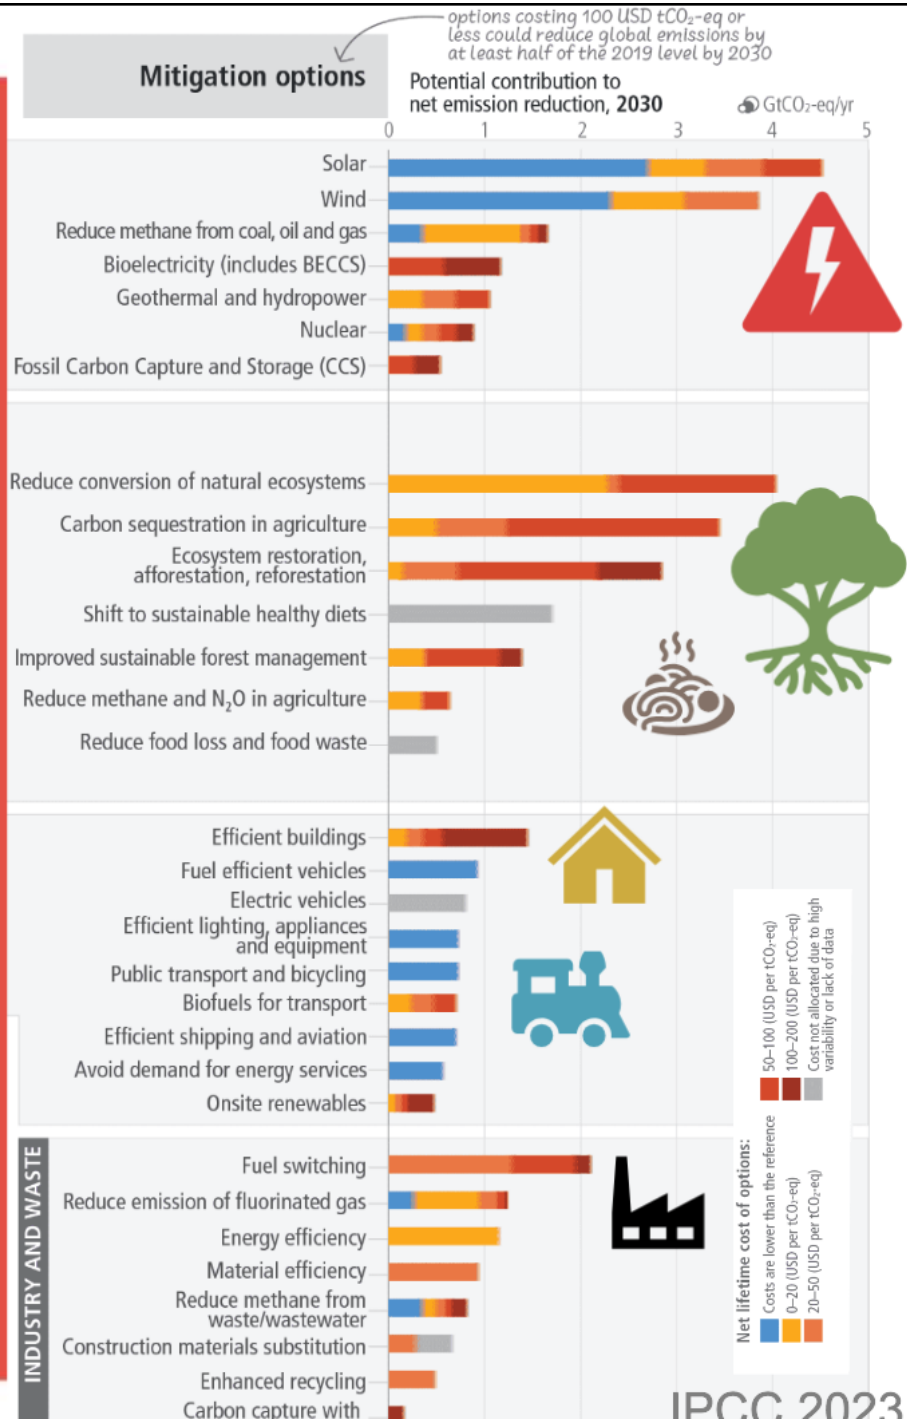 options costing 100 USD tCO₂-eq or
less could reduce global emissions by
at least half of the 2019 level by 2030
Mitigation options
Potential contribution to
net emission reduction, 2030
GtCO₂-eq/yr
0 1 2 3 4 5
Solar
Wind
Reduce methane from coal, oil and gas
Bioelectricity (includes BECCS)
Geothermal and hydropower
Nuclear
Fossil Carbon Capture and Storage (CCS)
Reduce conversion of natural ecosystems
Carbon sequestration in agriculture
Ecosystem restoration,
afforestation, reforestation
Shift to sustainable healthy diets
Improved sustainable forest management
Reduce methane and N₂O in agriculture
Reduce food loss and food waste
Efficient buildings
Fuel efficient vehicles
Electric vehicles
Efficient lighting, appliances
and equipment
Public transport and bicycling
Biofuels for transport
Efficient shipping and aviation
Avoid demand for energy services
Onsite renewables
INDUSTRY AND WASTE
Fuel switching
Reduce emission of fluorinated gas
Energy efficiency
Material efficiency
Reduce methane from
waste/wastewater
Construction materials substitution
Enhanced recycling
Carbon capture with
Net lifetime cost of options:
Costs are lower than the reference
0–20 (USD per tCO₂-eq)
20–50 (USD per tCO₂-eq)
50–100 (USD per tCO₂-eq)
100–200 (USD per tCO₂-eq)
Cost not allocated due to high
variability or lack of data
IPCC 2023